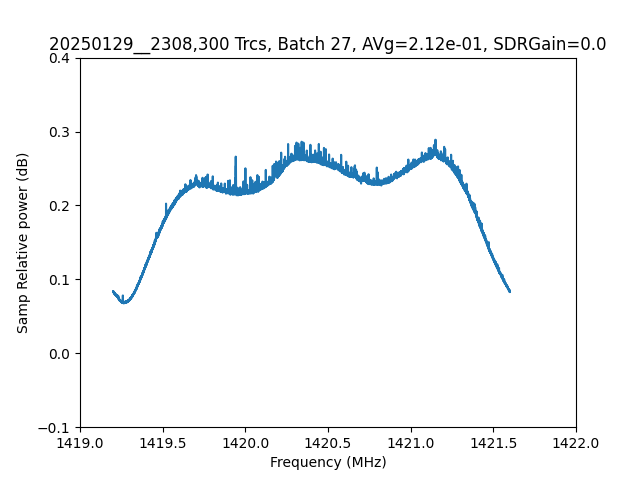 20250129__2308,300 Trcs, Batch 27, AVg=2.12e-01, SDRGain=0.0
0.4
0.3
0.2
0.1
0.0
−0.1
Samp Relative power (dB)
1419.0 1419.5 1420.0 1420.5 1421.0 1421.5 1422.0
Frequency (MHz)